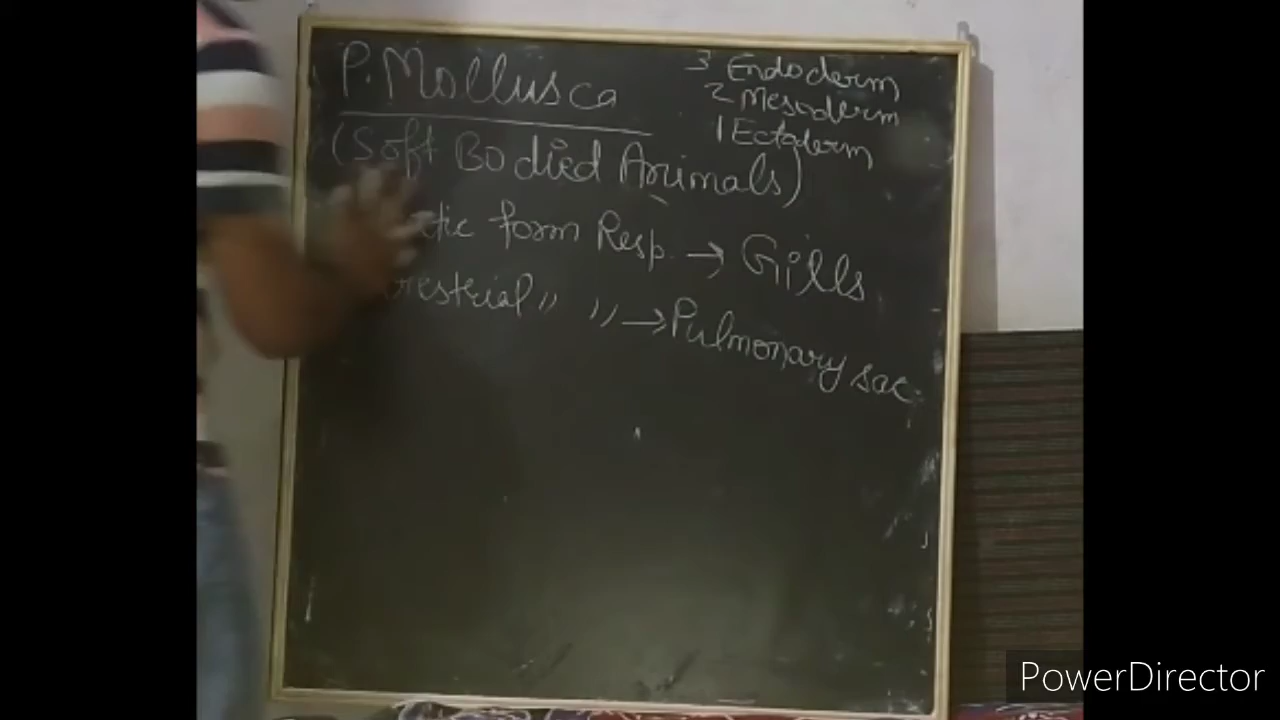 P. Mollusca
3 Endoderm
2 Mesoderm
1 Ectoderm
(Soft Bodied Animals)
form Resp. → Gills
" " → Pulmonary sac.
PowerDirector